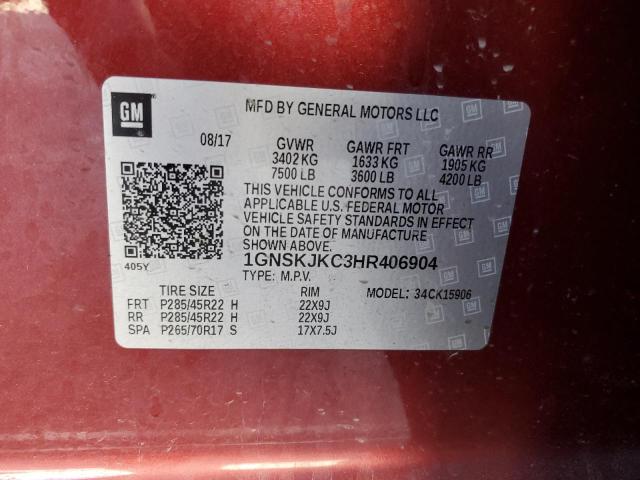 GM
MFD BY GENERAL MOTORS LLC
08/17 GVWR GAWR FRT GAWR RR
3402 KG 1633 KG 1905 KG
7500 LB 3600 LB 4200 LB
THIS VEHICLE CONFORMS TO ALL
APPLICABLE U.S. FEDERAL MOTOR
VEHICLE SAFETY STANDARDS IN EFFECT
ON THE DATE OF MANUFACTURE
SHOWN ABOVE.
405Y 1GNSKJKC3HR406904
TYPE: M.P.V.
TIRE SIZE RIM MODEL: 34CK15906
FRT P285/45R22 H 22X9J
RR P285/45R22 H 22X9J
SPA P265/70R17 S 17X7.5J